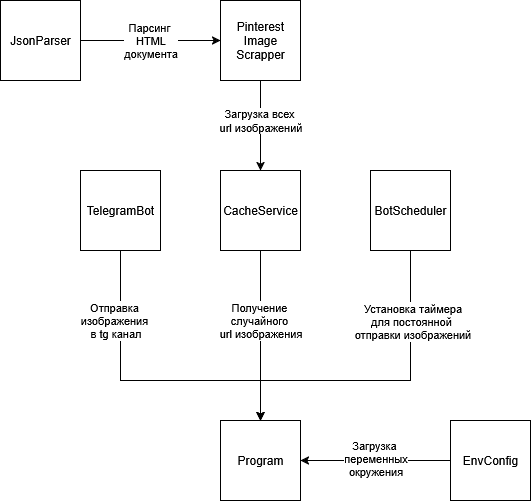 JsonParser
Парсинг
HTML
документа
Pinterest
Image
Scrapper
Загрузка всех
url изображений
TelegramBot
CacheService
BotScheduler
Отправка
изображения
в tg канал
Получение
случайного
url изображения
Установка таймера
для постоянной
отправки изображений
Program
Загрузка
переменных
окружения
EnvConfig